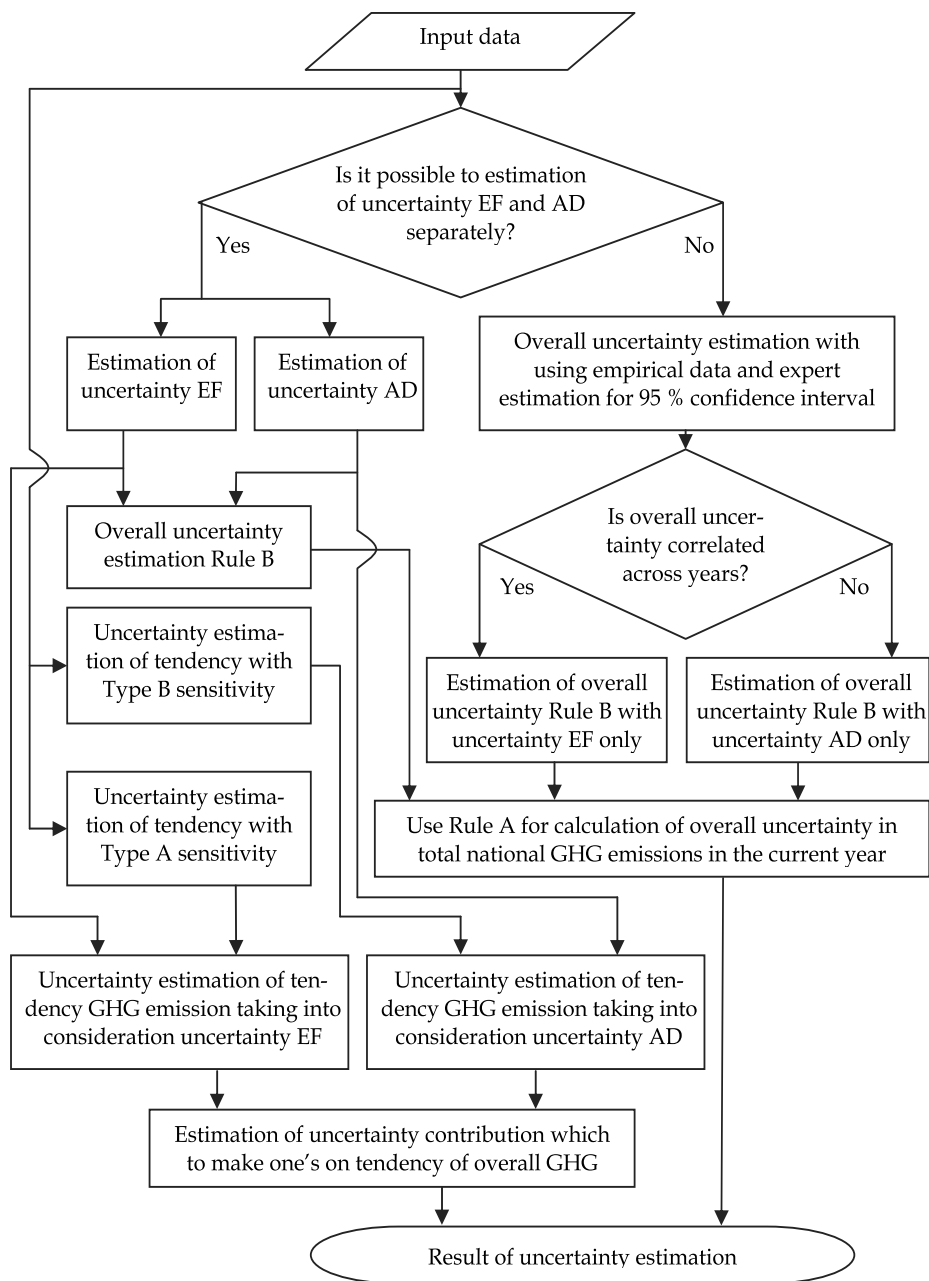 Input data
Is it possible to estimation
of uncertainty EF and AD
separately?
Yes
No
Estimation of
uncertainty EF
Estimation of
uncertainty AD
Overall uncertainty estimation with
using empirical data and expert
estimation for 95 % confidence interval
Overall uncertainty
estimation Rule B
Is overall uncer-
tainty correlated
across years?
Yes
No
Uncertainty estima-
tion of tendency with
Type B sensitivity
Estimation of overall
uncertainty Rule B with
uncertainty EF only
Estimation of overall
uncertainty Rule B with
uncertainty AD only
Uncertainty estima-
tion of tendency with
Type A sensitivity
Use Rule A for calculation of overall uncertainty in
total national GHG emissions in the current year
Uncertainty estimation of ten-
dency GHG emission taking into
consideration uncertainty EF
Uncertainty estimation of ten-
dency GHG emission taking into
consideration uncertainty AD
Estimation of uncertainty contribution which
to make one's on tendency of overall GHG
Result of uncertainty estimation